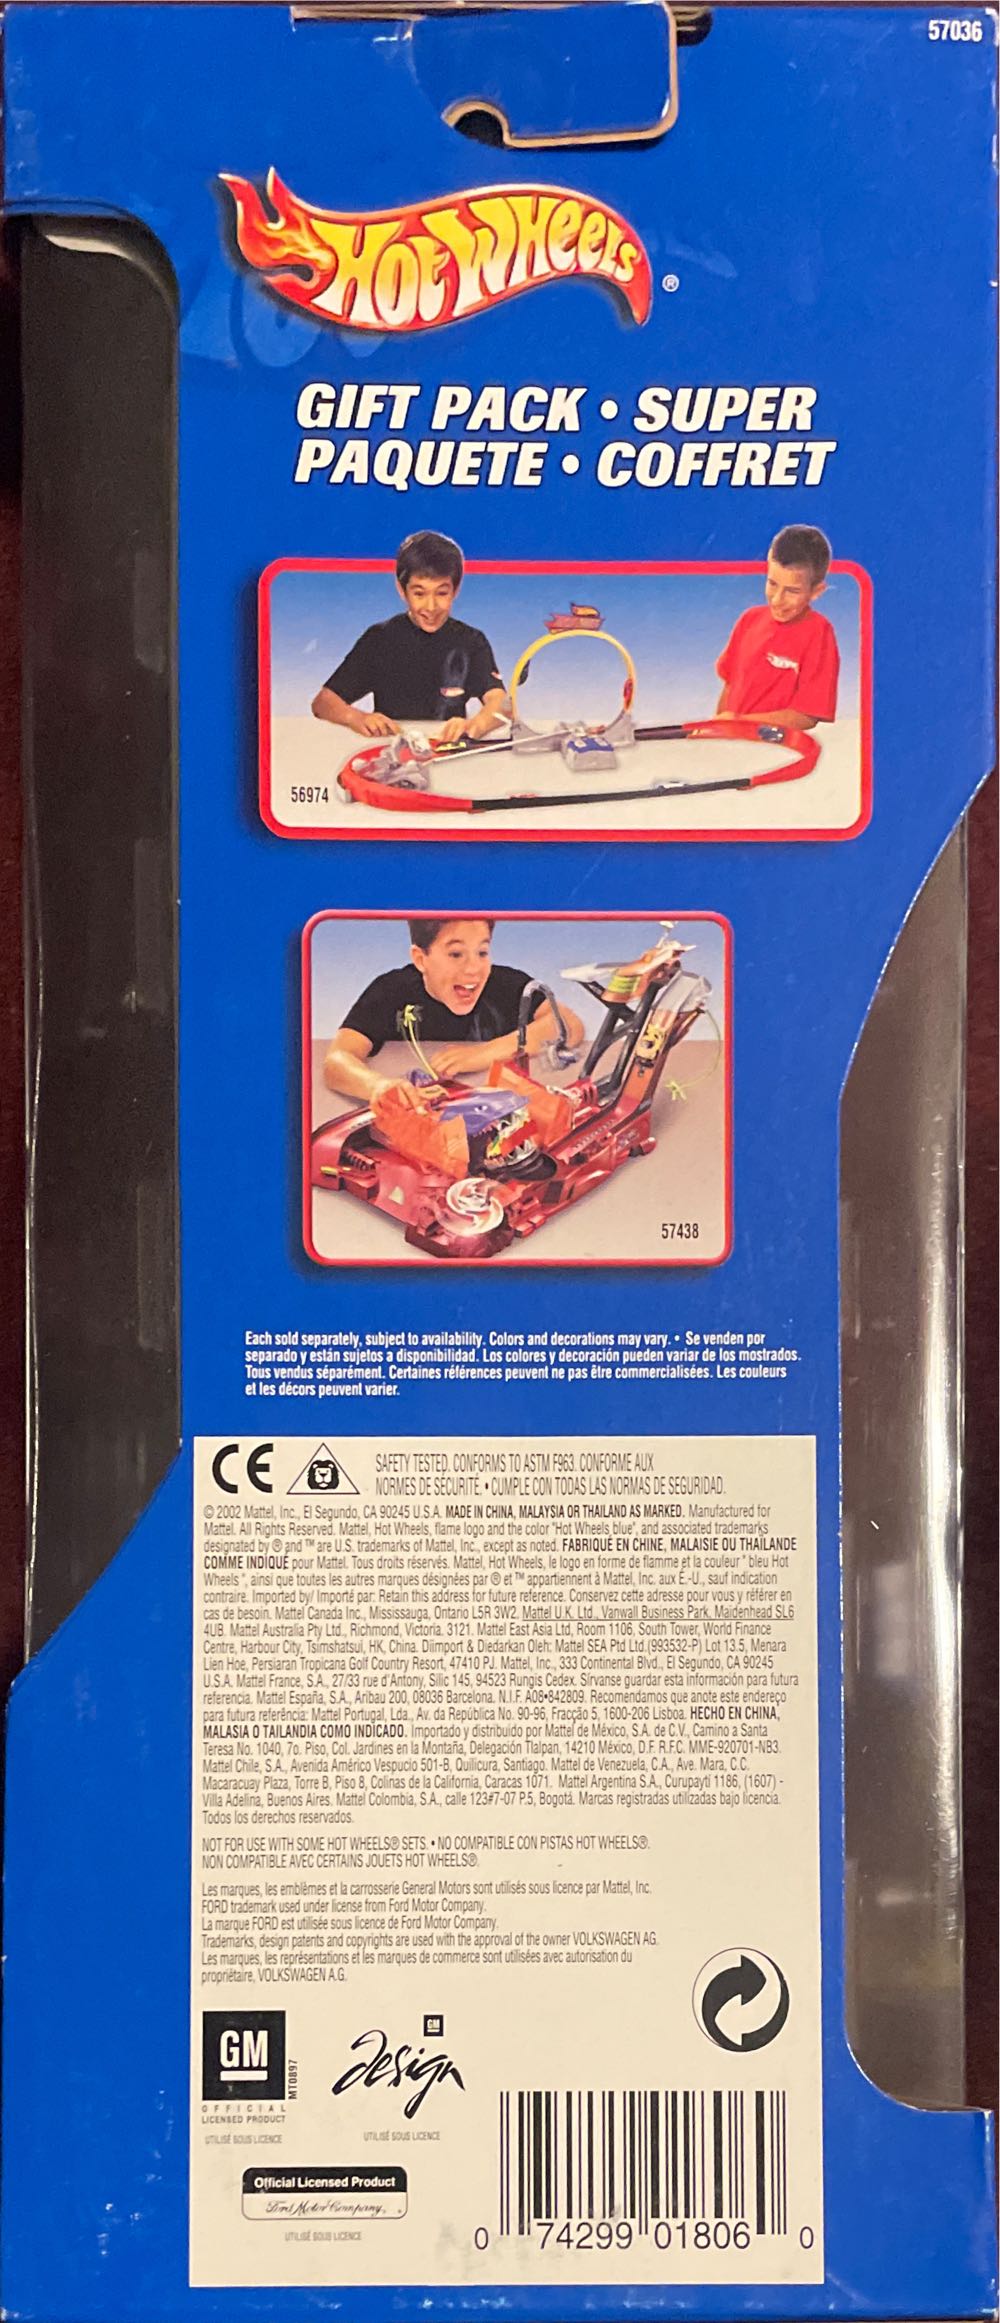 57036
HOT WHEELS ®
GIFT PACK • SUPER
PAQUETE • COFFRET
56974
57438
Each sold separately, subject to availability. Colors and decorations may vary. • Se venden por
separado y están sujetos a disponibilidad. Los colores y decoración pueden variar de los mostrados.
Tous vendus séparément. Certaines références peuvent ne pas être commercialisées. Les couleurs
et les décors peuvent varier.
CE
SAFETY TESTED. CONFORMS TO ASTM F963. CONFORME AUX
NORMES DE SÉCURITÉ. • CUMPLE CON TODAS LAS NORMAS DE SEGURIDAD.
© 2002 Mattel, Inc., El Segundo, CA 90245 U.S.A. MADE IN CHINA, MALAYSIA OR THAILAND AS MARKED. Manufactured for
Mattel. All Rights Reserved. Mattel, Hot Wheels, flame logo and the color "Hot Wheels blue", and associated trademarks
designated by ® and ™ are U.S. trademarks of Mattel, Inc., except as noted. FABRIQUÉ EN CHINE, MALAISIE OU THAÏLANDE
COMME INDIQUÉ pour Mattel. Tous droits réservés. Mattel, Hot Wheels, le logo en forme de flamme et la couleur " bleu Hot
Wheels ", ainsi que toutes les autres marques désignées par ® et ™ appartiennent à Mattel, Inc. aux É.-U., sauf indication
contraire. Imported by/ Importé par: Retain this address for future reference. Conservez cette adresse pour vous y référer en
cas de besoin. Mattel Canada Inc., Mississauga, Ontario L5R 3W2. Mattel U.K. Ltd., Vanwall Business Park, Maidenhead SL6
4UB. Mattel Australia Pty Ltd., Richmond, Victoria. 3121. Mattel East Asia Ltd, Room 1106, South Tower, World Finance
Centre, Harbour City, Tsimshatsui, HK, China. Diimport & Diedarkan Oleh: Mattel SEA Ptd Ltd.(993532-P) Lot 13.5, Menara
Lien Hoe, Persiaran Tropicana Golf Country Resort, 47410 PJ. Mattel, Inc., 333 Continental Blvd., El Segundo, CA 90245
U.S.A. Mattel France, S.A., 27/33 rue d'Antony, Silic 145, 94523 Rungis Cedex. Sírvanse guardar esta información para futura
referencia. Mattel España, S.A., Aribau 200, 08036 Barcelona. N.I.F. A08•842809. Recomendamos que anote este endereço
para futura referência: Mattel Portugal, Lda., Av. da República No. 90-96, Fracção 5, 1600-206 Lisboa. HECHO EN CHINA,
MALASIA O TAILANDIA COMO INDICADO. Importado y distribuido por Mattel de México, S.A. de C.V., Camino a Santa
Teresa No. 1040, 7o. Piso, Col. Jardines en la Montaña, Delegación Tlalpan, 14210 México, D.F. R.F.C. MME-920701-NB3.
Mattel Chile, S.A., Avenida Américo Vespucio 501-B, Quilicura, Santiago. Mattel de Venezuela, C.A., Ave. Mara, C.C.
Macaracuay Plaza, Torre B, Piso 8, Colinas de la California, Caracas 1071. Mattel Argentina S.A., Curupaytí 1186, (1607) -
Villa Adelina, Buenos Aires. Mattel Colombia, S.A., calle 123#7-07 P.5, Bogotá. Marcas registradas utilizadas bajo licencia.
Todos los derechos reservados.
NOT FOR USE WITH SOME HOT WHEELS® SETS. • NO COMPATIBLE CON PISTAS HOT WHEELS®.
NON COMPATIBLE AVEC CERTAINS JOUETS HOT WHEELS®.
Les marques, les emblèmes et la carrosserie General Motors sont utilisés sous licence par Mattel, Inc.
FORD trademark used under license from Ford Motor Company.
La marque FORD est utilisée sous licence de Ford Motor Company.
Trademarks, design patents and copyrights are used with the approval of the owner VOLKSWAGEN AG.
Les marques, les représentations et les marques de commerce sont utilisées avec autorisation du
propriétaire, VOLKSWAGEN A.G.
GM
MT0897
OFFICIAL
LICENSED PRODUCT
UTILISÉ SOUS LICENCE
GM
Design
UTILISÉ SOUS LICENCE
Official Licensed Product
Ford Motor Company
UTILISÉ SOUS LICENCE
0 74299 01806 0